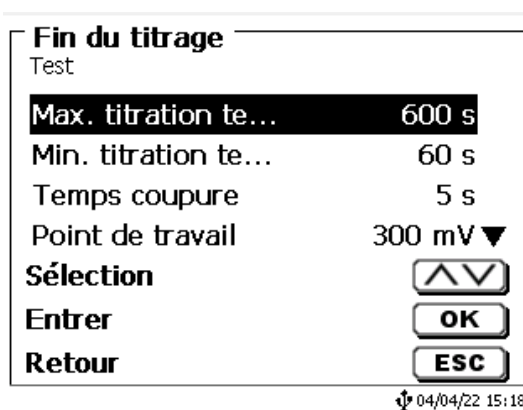 Fin du titrage
Test
Max. titration te... 600 s
Min. titration te... 60 s
Temps coupure 5 s
Point de travail 300 mV
Sélection
Entrer OK
Retour ESC
04/04/22 15:18